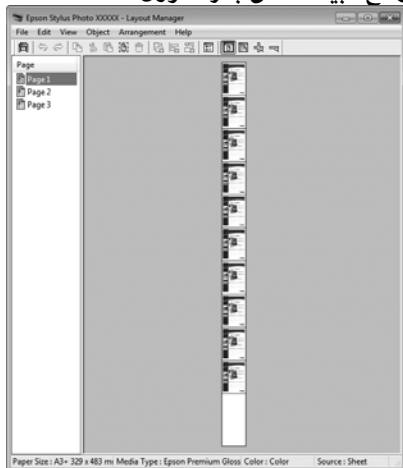 Epson Stylus Photo XXXXX - Layout Manager
File Edit View Object Arrangement Help
Page
Page 1
Page 2
Page 3
Paper Size : A3+ 329 x 483 mi Media Type : Epson Premium Gloss Color : Color Source : Sheet